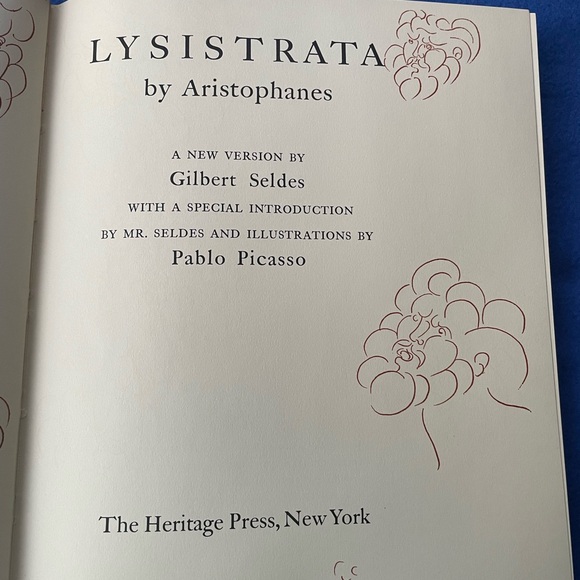 LYSISTRATA
by Aristophanes
A NEW VERSION BY
Gilbert Seldes
WITH A SPECIAL INTRODUCTION
BY MR. SELDES AND ILLUSTRATIONS BY
Pablo Picasso
The Heritage Press, New York